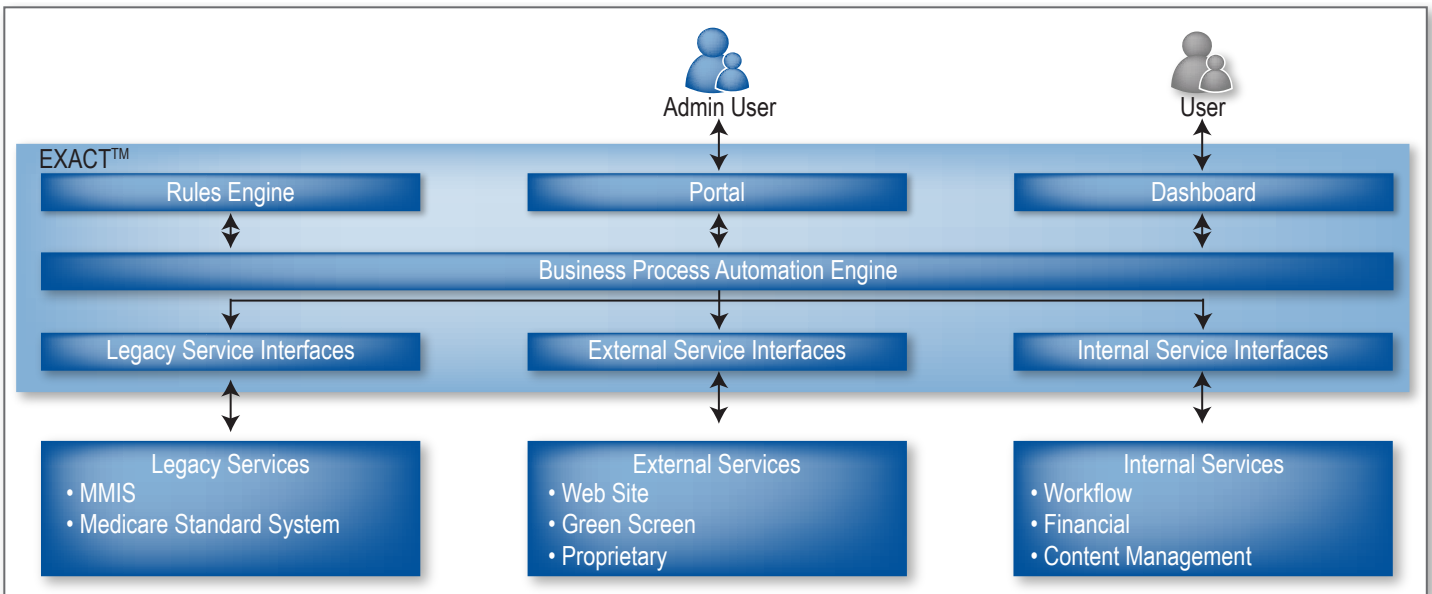 Admin User
User
EXACT™
Rules Engine
Portal
Dashboard
Business Process Automation Engine
Legacy Service Interfaces
External Service Interfaces
Internal Service Interfaces
Legacy Services
• MMIS
• Medicare Standard System
External Services
• Web Site
• Green Screen
• Proprietary
Internal Services
• Workflow
• Financial
• Content Management